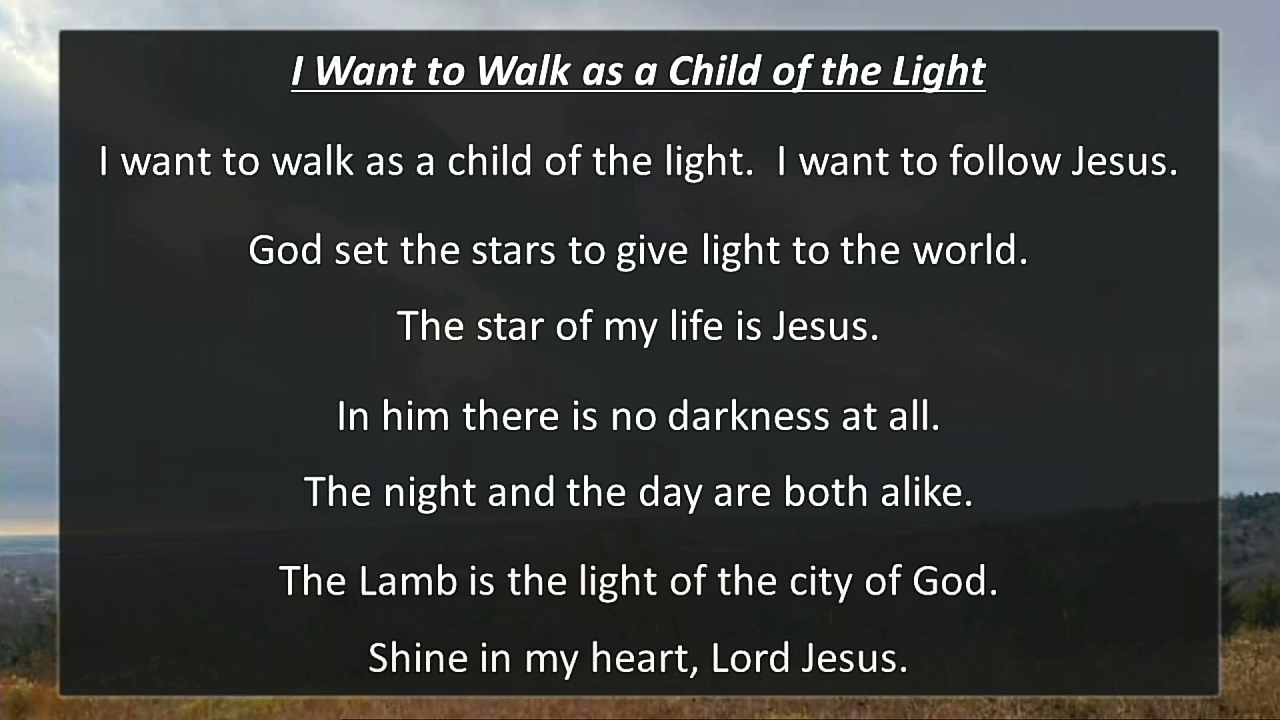 I Want to Walk as a Child of the Light
I want to walk as a child of the light.  I want to follow Jesus.
God set the stars to give light to the world.
The star of my life is Jesus.
In him there is no darkness at all.
The night and the day are both alike.
The Lamb is the light of the city of God.
Shine in my heart, Lord Jesus.